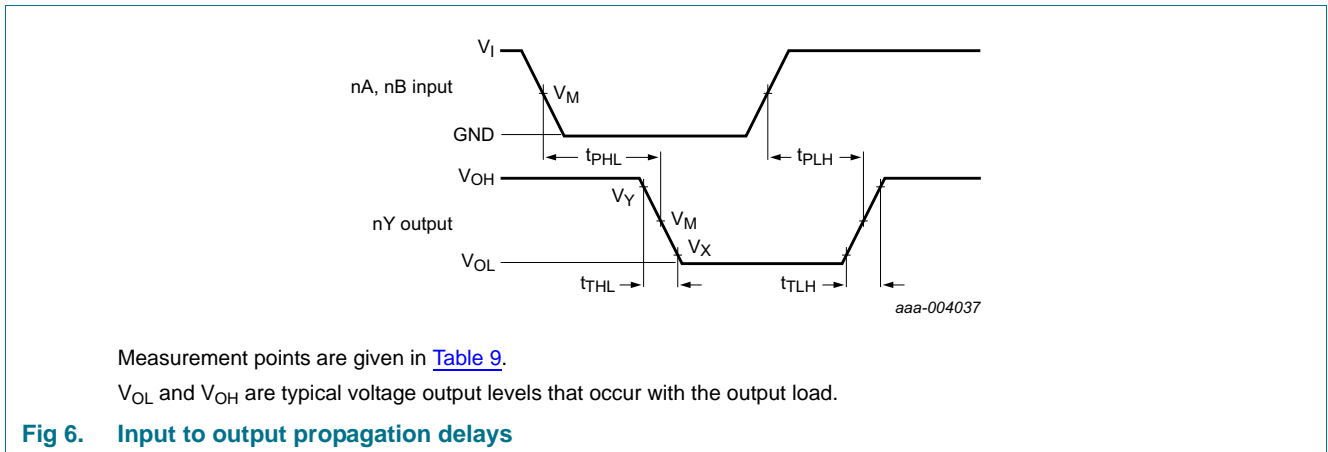 VI
nA, nB input
VM
GND
tPHL
tPLH
VOH
VY
nY output
VM
VX
VOL
tTHL
tTLH
aaa-004037
Measurement points are given in Table 9.
VOL and VOH are typical voltage output levels that occur with the output load.
Fig 6. Input to output propagation delays